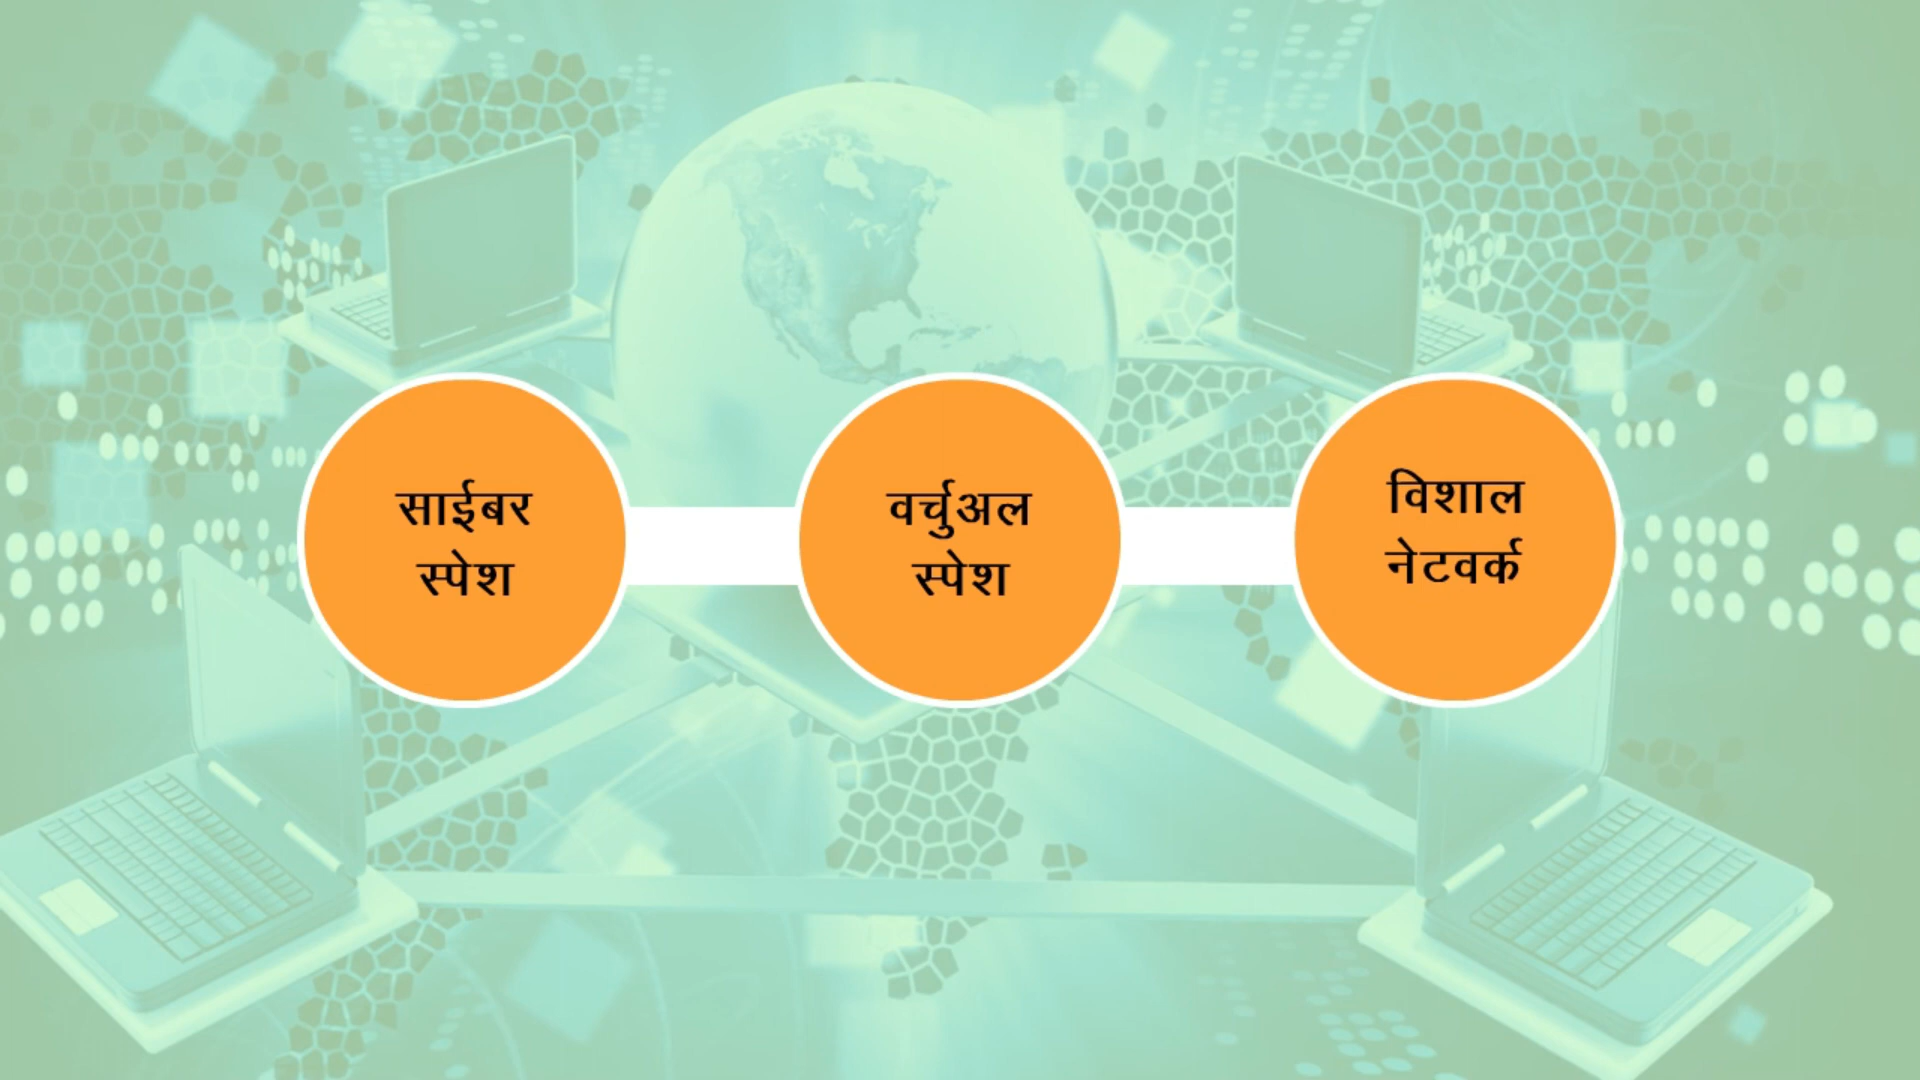 साईबर
स्पेश
वर्चुअल
स्पेश
विशाल
नेटवर्क